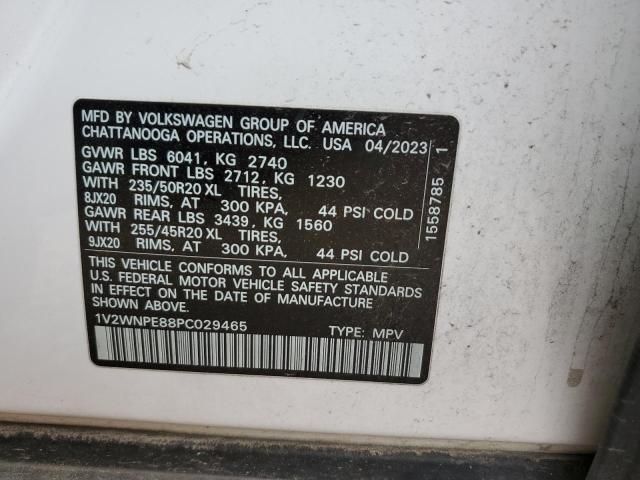 MFD BY VOLKSWAGEN GROUP OF AMERICA
CHATTANOOGA OPERATIONS, LLC. USA 04/2023
GVWR LBS 6041, KG 2740
GAWR FRONT LBS 2712, KG 1230
WITH 235/50R20 XL TIRES,
8JX20 RIMS, AT 300 KPA, 44 PSI COLD
GAWR REAR LBS 3439, KG 1560
WITH 255/45R20 XL TIRES,
9JX20 RIMS, AT 300 KPA, 44 PSI COLD
THIS VEHICLE CONFORMS TO ALL APPLICABLE
U.S. FEDERAL MOTOR VEHICLE SAFETY STANDARDS
IN EFFECT ON THE DATE OF MANUFACTURE
SHOWN ABOVE.
1V2WNPE88PC029465 TYPE: MPV
1558785 1